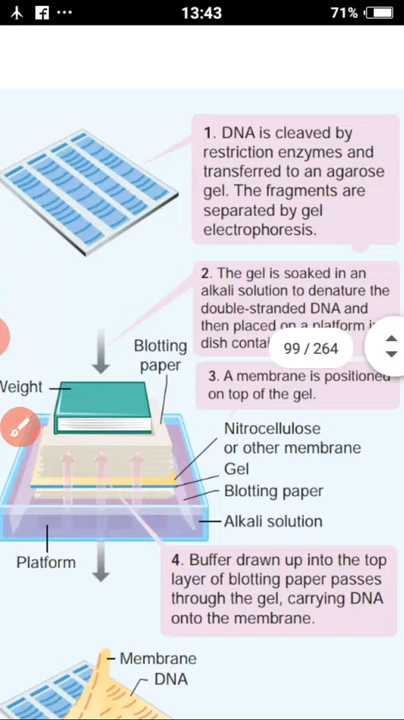 13:43
71%
1. DNA is cleaved by
restriction enzymes and
transferred to an agarose
gel. The fragments are
separated by gel
electrophoresis.
2. The gel is soaked in an
alkali solution to denature the
double-stranded DNA and
then placed on a platform
dish
99 / 264
Blotting
paper
Weight
3. A membrane is positioned
on top of the gel.
Nitrocellulose
or other membrane
Gel
Blotting paper
Alkali solution
Platform
4. Buffer drawn up into the top
layer of blotting paper passes
through the gel, carrying DNA
onto the membrane.
Membrane
DNA